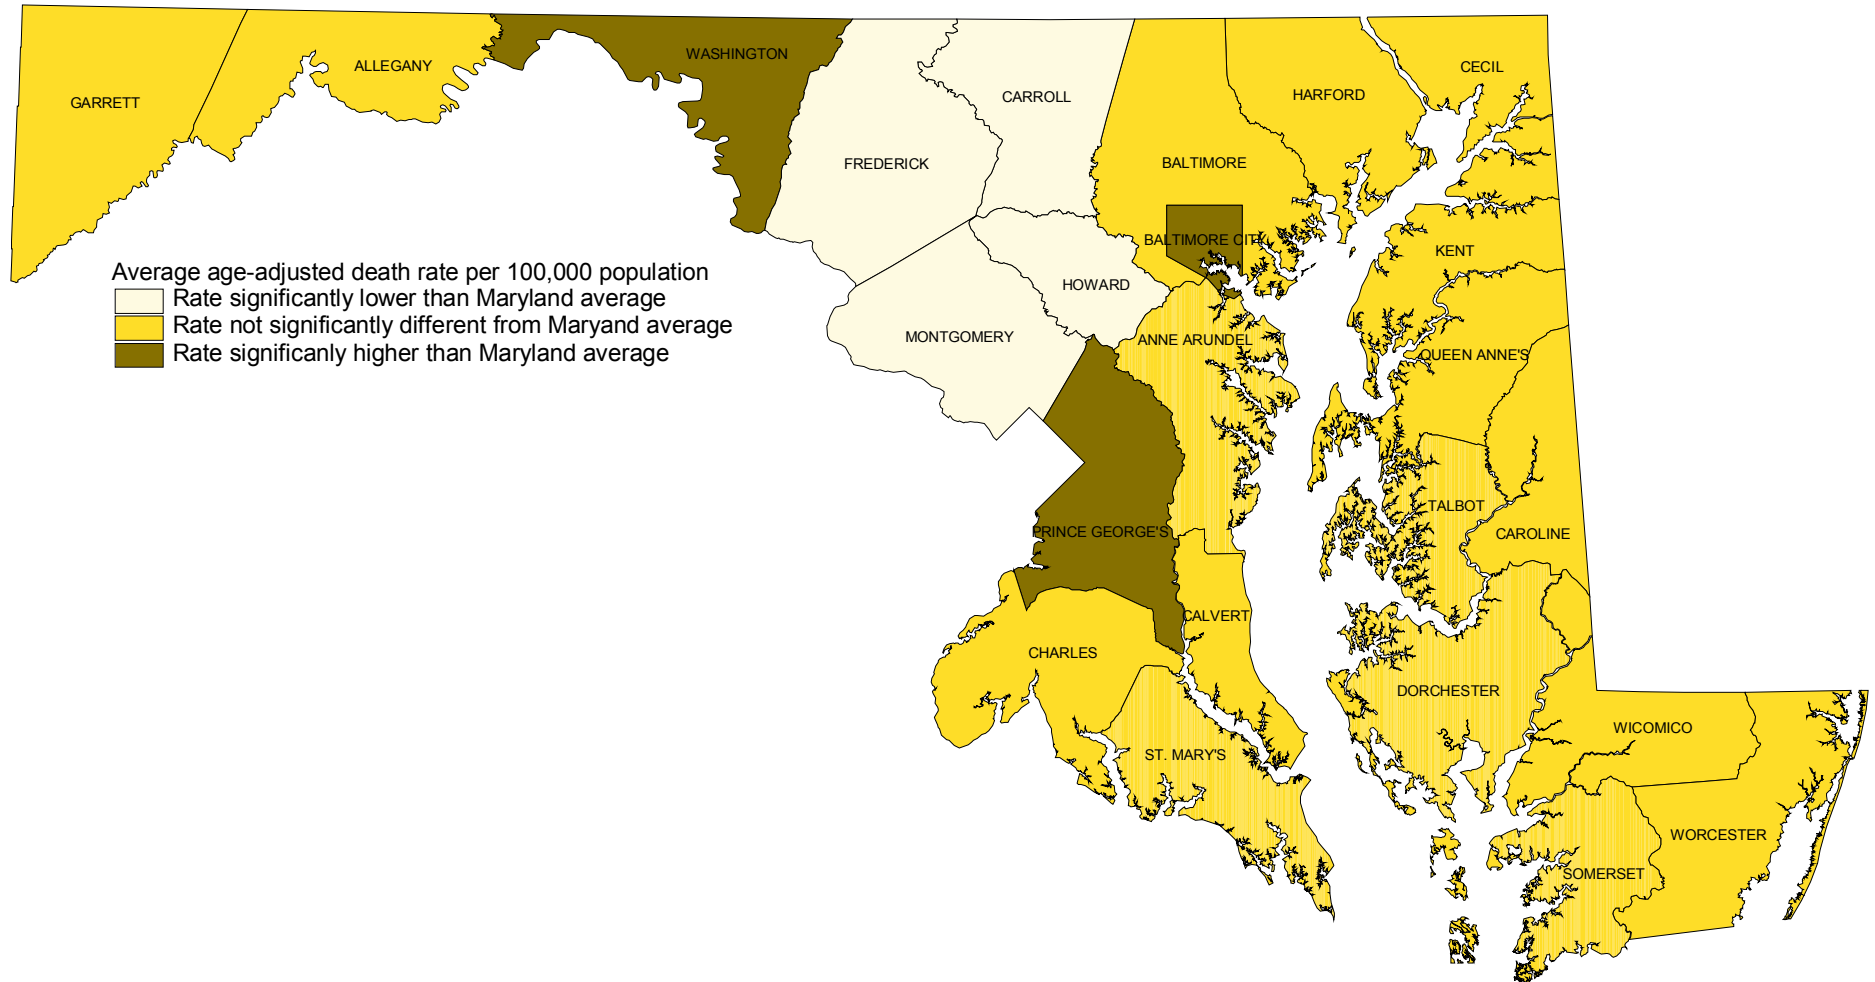 WASHINGTON
ALLEGANY
CECIL
GARRETT
CARROLL
HARFORD
FREDERICK
BALTIMORE
BALTIMORE CITY
KENT
Average age-adjusted death rate per 100,000 population
Rate significantly lower than Maryland average
Rate not significantly different from Maryand average
Rate significanly higher than Maryland average
HOWARD
MONTGOMERY
ANNE ARUNDEL
QUEEN ANNE'S
TALBOT
PRINCE GEORGE'S
CAROLINE
CALVERT
CHARLES
DORCHESTER
WICOMICO
ST. MARY'S
WORCESTER
SOMERSET